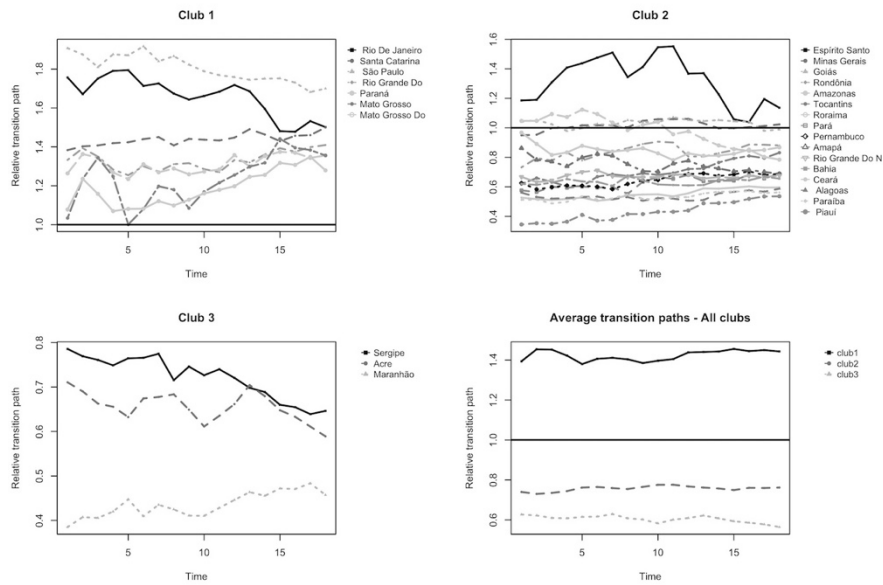 Club 1
Relative transition path
1.8
1.6
1.4
1.2
1.0
5
10
15
Time
Rio De Janeiro
Santa Catarina
São Paulo
Rio Grande Do
Paraná
Mato Grosso
Mato Grosso Do
Club 2
Relative transition path
1.6
1.4
1.2
1.0
0.8
0.6
0.4
5
10
15
Time
Espírito Santo
Minas Gerais
Goiás
Rondônia
Amazonas
Tocantins
Roraima
Pará
Pernambuco
Amapá
Rio Grande Do N
Bahia
Ceará
Alagoas
Paraíba
Piauí
Club 3
Relative transition path
0.8
0.7
0.6
0.5
0.4
5
10
15
Time
Sergipe
Acre
Maranhão
Average transition paths - All clubs
Relative transition path
1.4
1.2
1.0
0.8
0.6
5
10
15
Time
club1
club2
club3